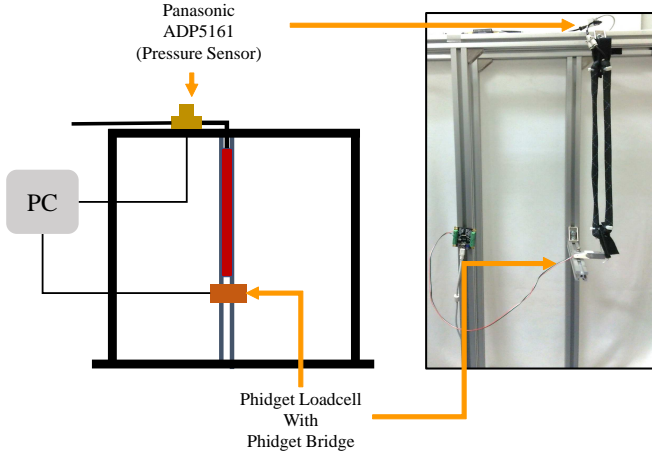 Panasonic
ADP5161
(Pressure Sensor)
PC
Phidget Loadcell
With
Phidget Bridge